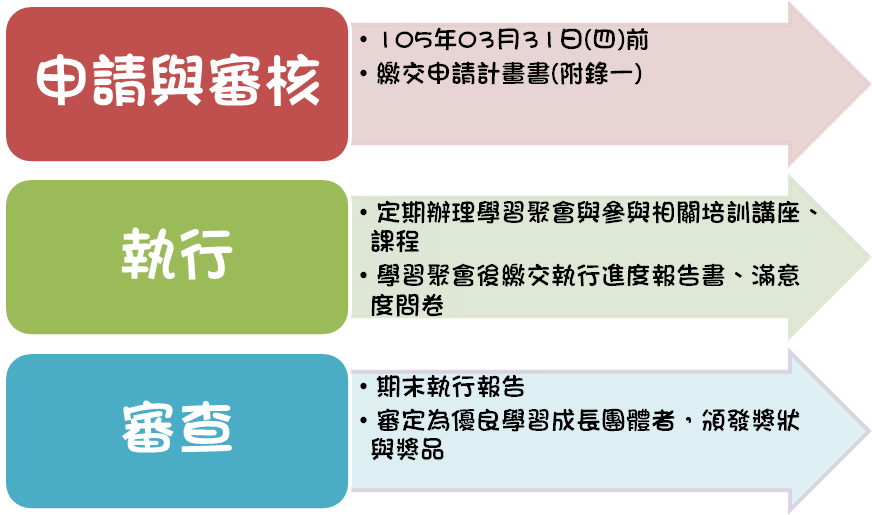 申請與審核
•105年03月31日(四)前
•繳交申請計畫書(附錄一)
執行
•定期辦理學習聚會與參與相關培訓講座、
課程
•學習聚會後繳交執行進度報告書、滿意
度問卷
審查
•期末執行報告
•審定為優良學習成長團體者，頒發獎狀
與獎品